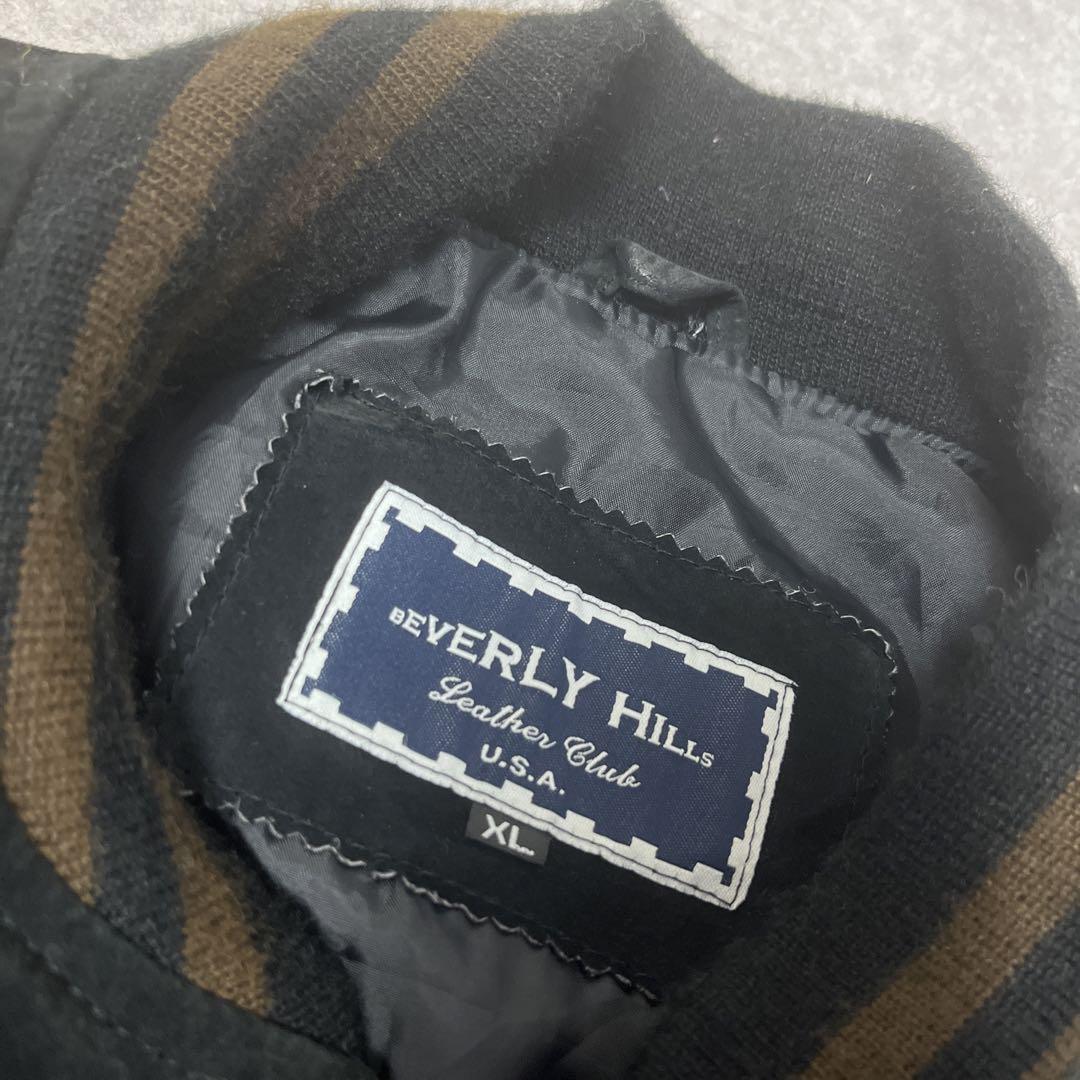 BEVERLY HILLS
Leather Club
U.S.A.
XL